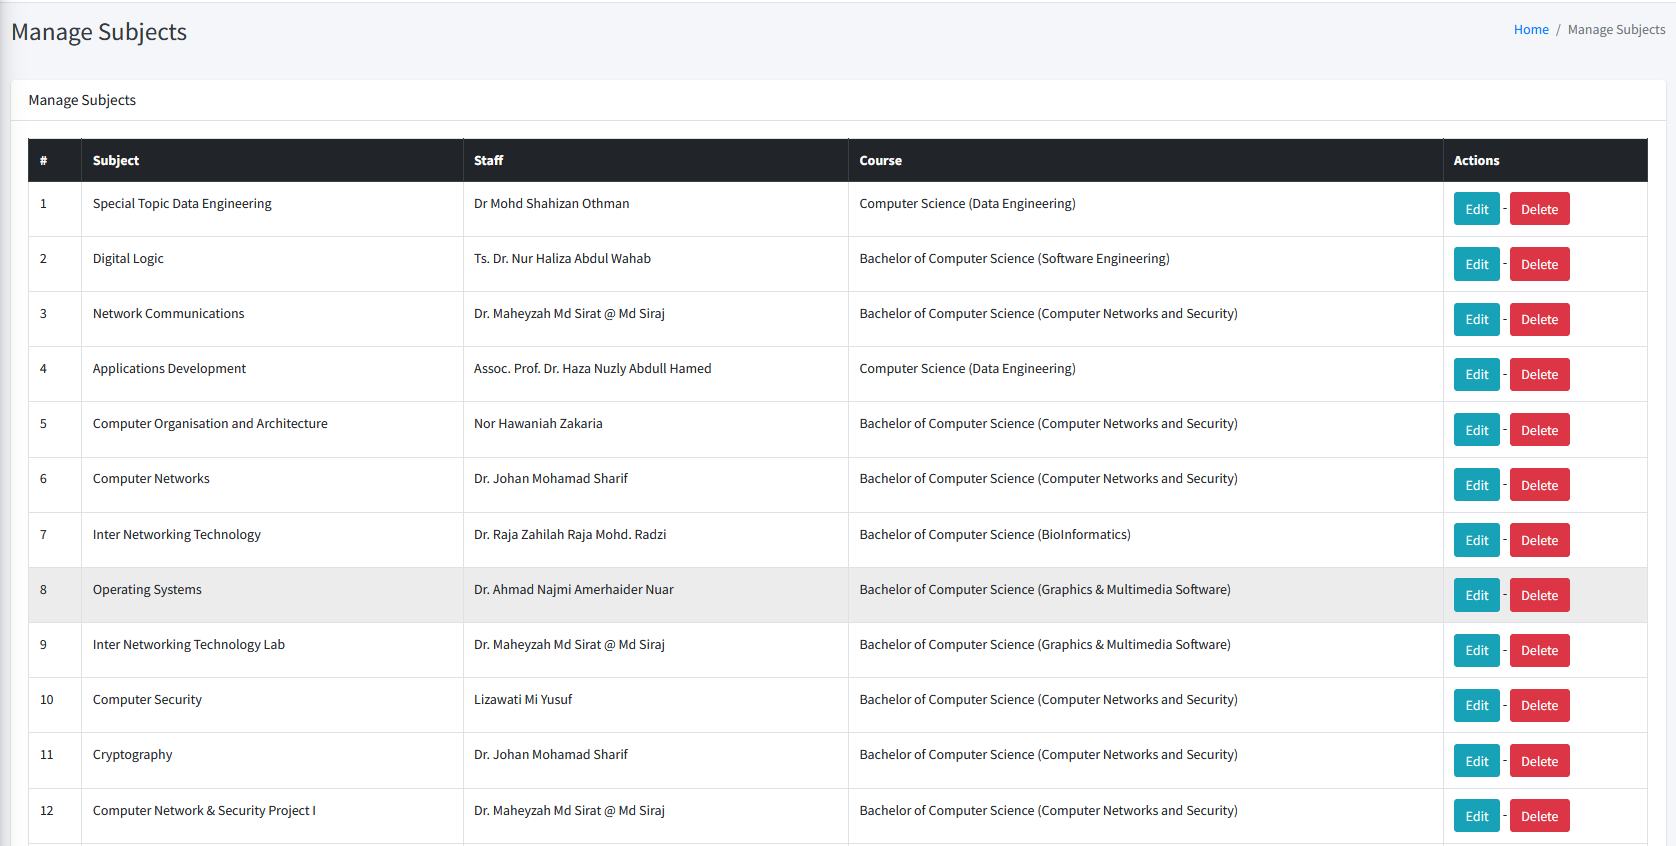 Manage Subjects
Home / Manage Subjects
Manage Subjects
# Subject Staff Course Actions
1 Special Topic Data Engineering Dr Mohd Shahizan Othman Computer Science (Data Engineering) Edit - Delete
2 Digital Logic Ts. Dr. Nur Haliza Abdul Wahab Bachelor of Computer Science (Software Engineering) Edit - Delete
3 Network Communications Dr. Maheyzah Md Sirat @ Md Siraj Bachelor of Computer Science (Computer Networks and Security) Edit - Delete
4 Applications Development Assoc. Prof. Dr. Haza Nuzly Abdull Hamed Computer Science (Data Engineering) Edit - Delete
5 Computer Organisation and Architecture Nor Hawaniah Zakaria Bachelor of Computer Science (Computer Networks and Security) Edit - Delete
6 Computer Networks Dr. Johan Mohamad Sharif Bachelor of Computer Science (Computer Networks and Security) Edit - Delete
7 Inter Networking Technology Dr. Raja Zahilah Raja Mohd. Radzi Bachelor of Computer Science (BioInformatics) Edit - Delete
8 Operating Systems Dr. Ahmad Najmi Amerhaider Nuar Bachelor of Computer Science (Graphics & Multimedia Software) Edit - Delete
9 Inter Networking Technology Lab Dr. Maheyzah Md Sirat @ Md Siraj Bachelor of Computer Science (Graphics & Multimedia Software) Edit - Delete
10 Computer Security Lizawati Mi Yusuf Bachelor of Computer Science (Computer Networks and Security) Edit - Delete
11 Cryptography Dr. Johan Mohamad Sharif Bachelor of Computer Science (Computer Networks and Security) Edit - Delete
12 Computer Network & Security Project I Dr. Maheyzah Md Sirat @ Md Siraj Bachelor of Computer Science (Computer Networks and Security) Edit - Delete